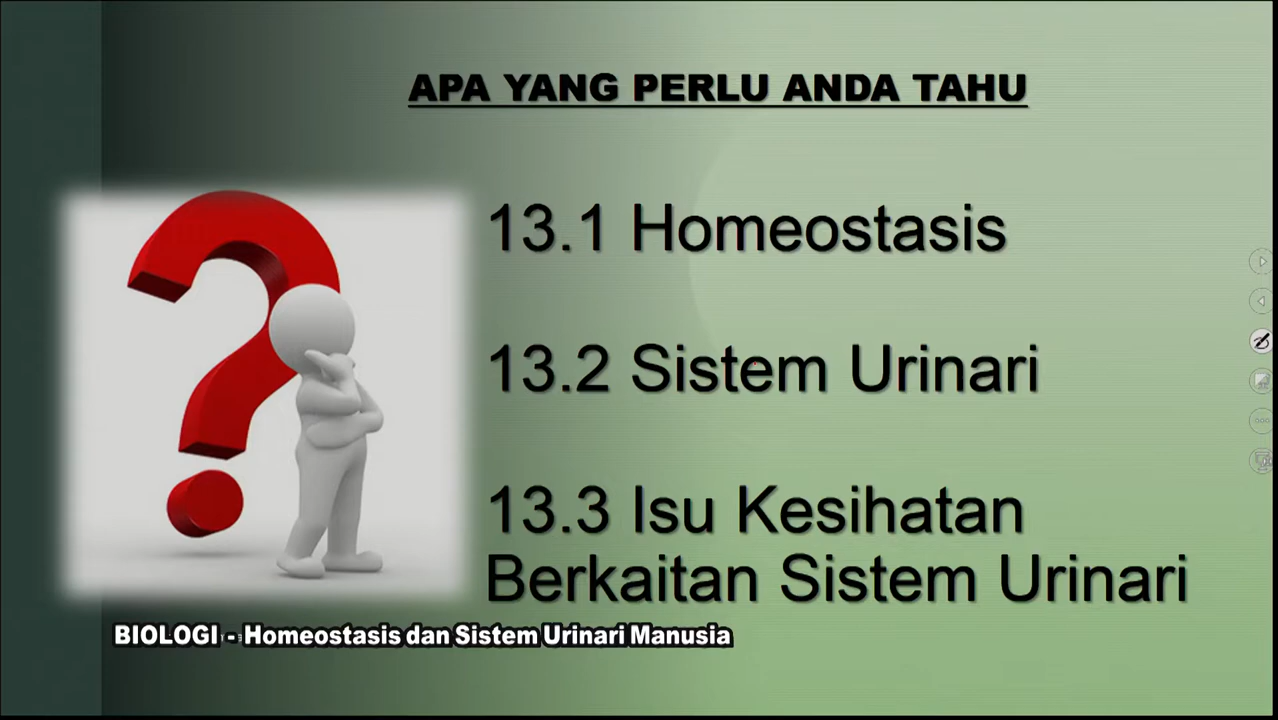 APA YANG PERLU ANDA TAHU
13.1 Homeostasis
13.2 Sistem Urinari
13.3 Isu Kesihatan
Berkaitan Sistem Urinari
BIOLOGI - Homeostasis dan Sistem Urinari Manusia